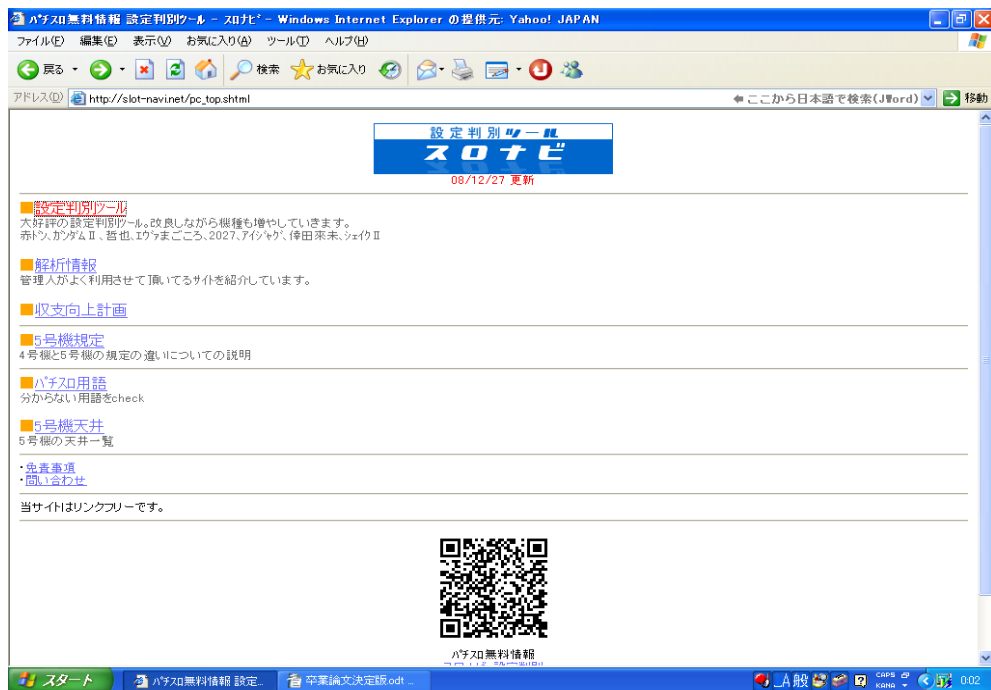 パチスロ無料情報 設定判別ツール - スロナビ - Windows Internet Explorer の提供元: Yahoo! JAPAN
ファイル(F) 編集(E) 表示(V) お気に入り(A) ツール(T) ヘルプ(H)
戻る 検索 お気に入り
アドレス(D) http://slot-navi.net/pc_top.shtml ここから日本語で検索(JWord) 移動
設定判別ツール
スロナビ
08/12/27 更新
■設定判別ツール
大好評の設定判別ツール。改良しながら機種も増やしていきます。
赤ドン、ガンダムⅡ、哲也、エヴァまごころ、2027、アイジャグ、倖田來未、シェイクⅡ
■解析情報
管理人がよく利用させて頂いてるサイトを紹介しています。
■収支向上計画
■5号機規定
4号機と5号機の規定の違いについての説明
■パチスロ用語
分からない用語をcheck
■5号機天井
5号機の天井一覧
・免責事項
・問い合わせ
当サイトはリンクフリーです。
パチスロ無料情報
スタート パチスロ無料情報 設定... 卒業論文決定版.odt ... A 般 CAPS KANA 0:02